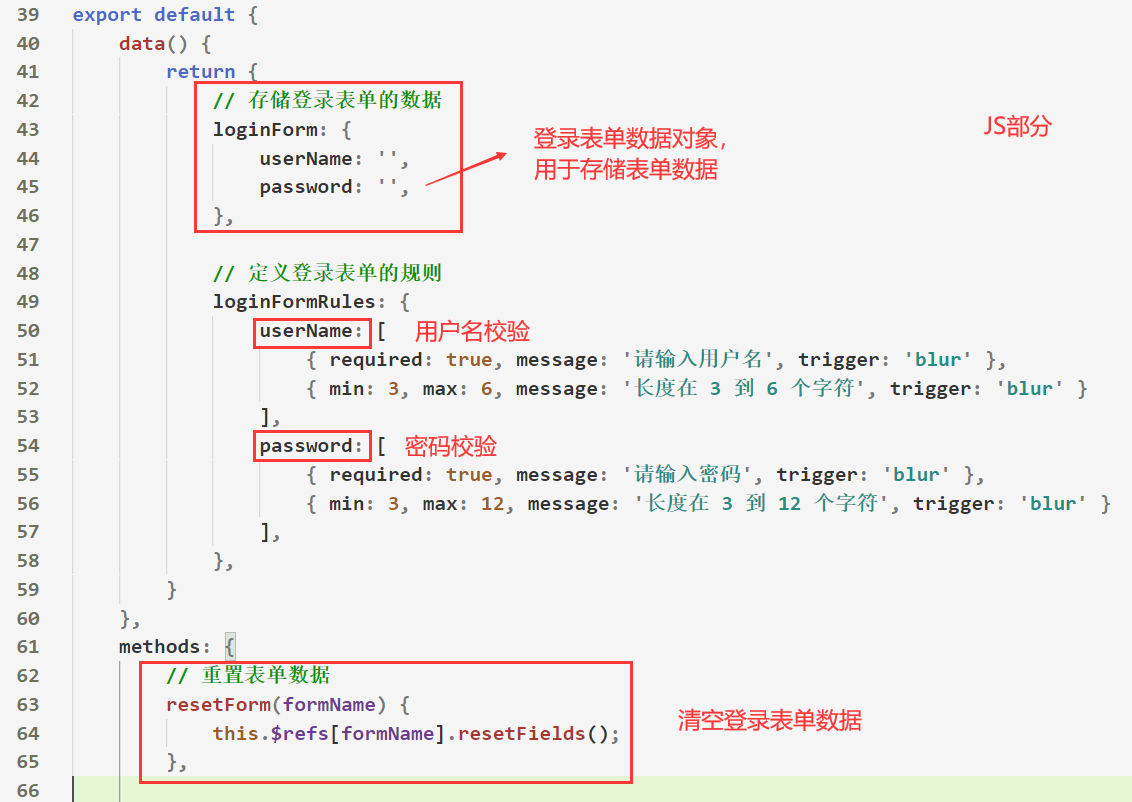 39 export default {
40 data() {
41 return {
42 // 存储登录表单的数据
43 loginForm: {
44 userName: '',
45 password: '',
46 },
登录表单数据对象，
用于存储表单数据
JS部分
47
48 // 定义登录表单的规则
49 loginFormRules: {
50 userName: [ 用户名校验
51 { required: true, message: '请输入用户名', trigger: 'blur' },
52 { min: 3, max: 6, message: '长度在 3 到 6 个字符', trigger: 'blur' }
53 ],
54 password: [ 密码校验
55 { required: true, message: '请输入密码', trigger: 'blur' },
56 { min: 3, max: 12, message: '长度在 3 到 12 个字符', trigger: 'blur' }
57 ],
58 },
59 }
60 },
61 methods: {
62 // 重置表单数据
63 resetForm(formName) {
64 this.$refs[formName].resetFields();
65 },
清空登录表单数据
66